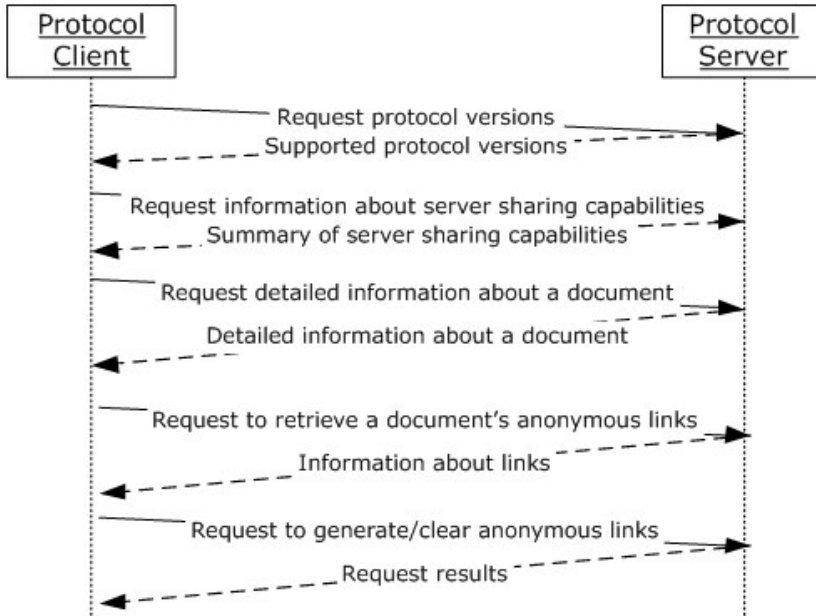 Protocol
Client
Protocol
Server
Request protocol versions
Supported protocol versions
Request information about server sharing capabilities
Summary of server sharing capabilities
Request detailed information about a document
Detailed information about a document
Request to retrieve a document’s anonymous links
Information about links
Request to generate/clear anonymous links
Request results